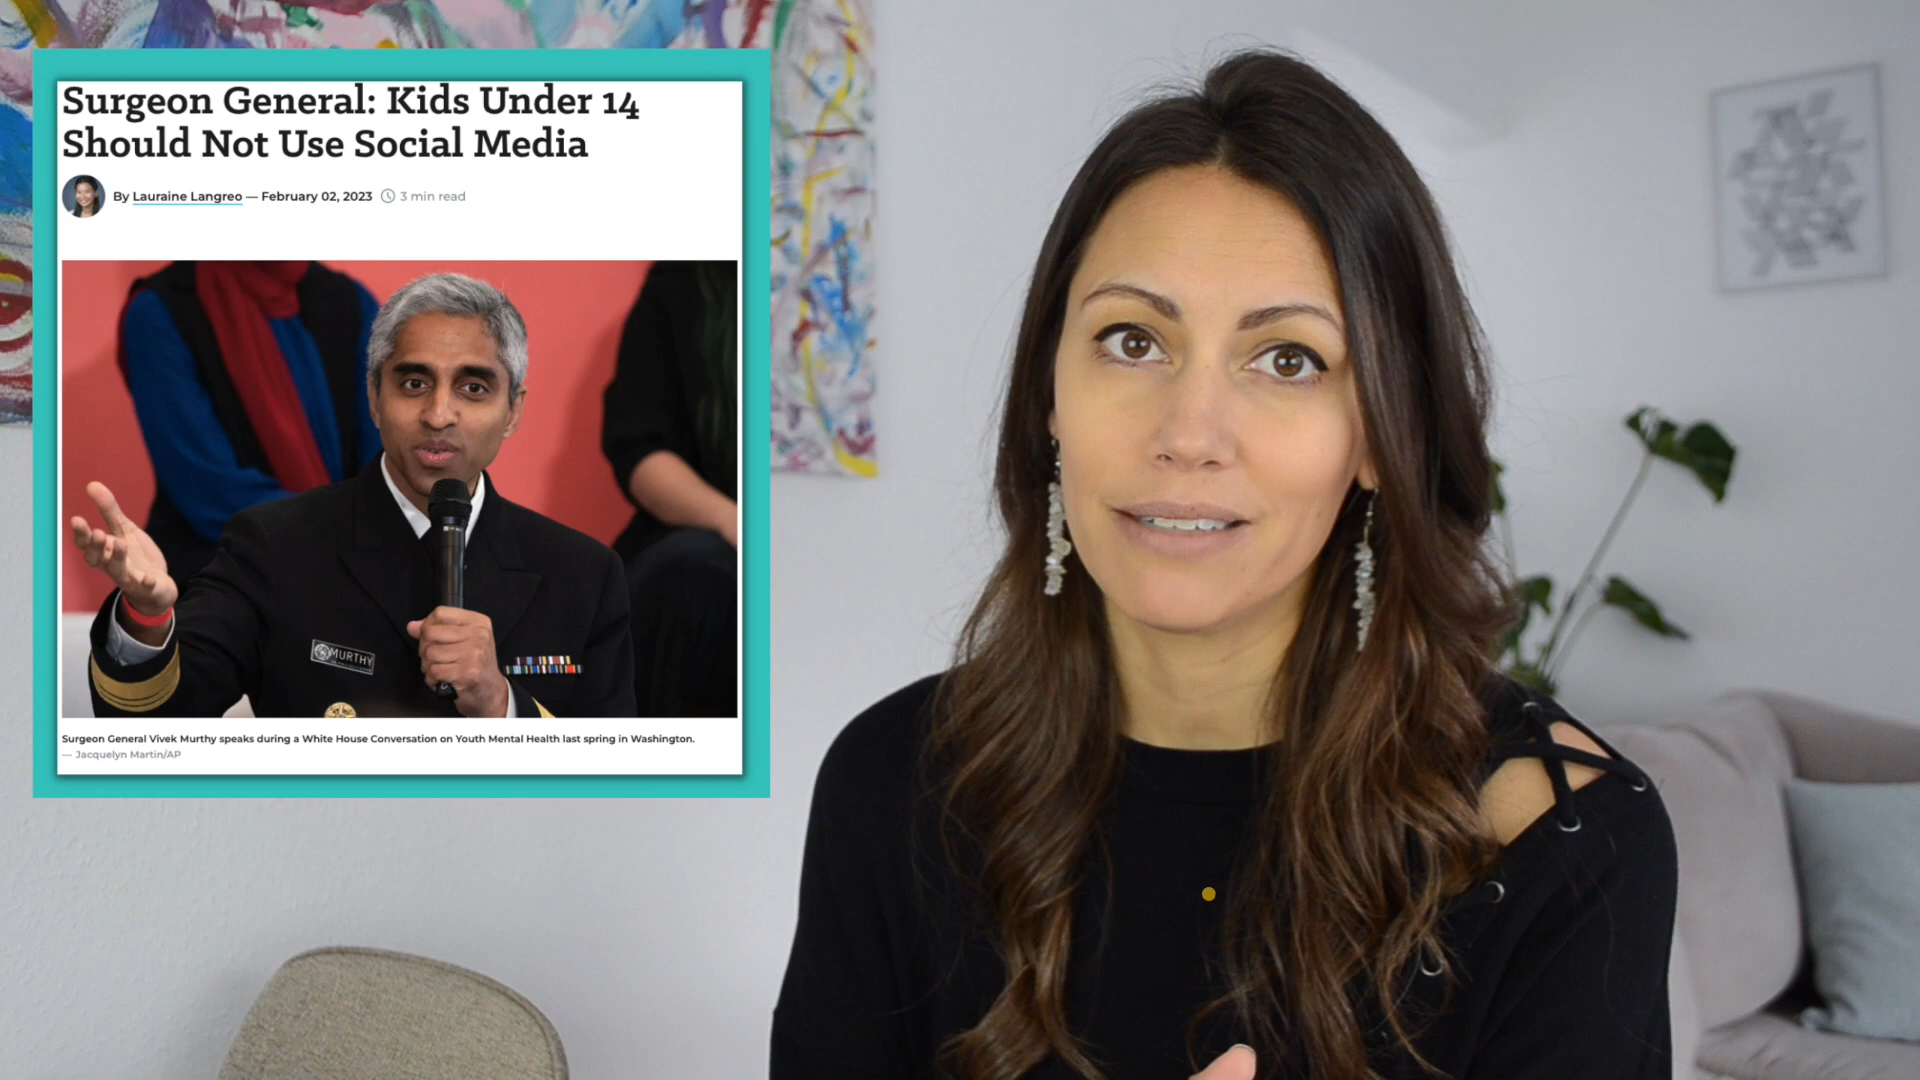 Surgeon General: Kids Under 14
Should Not Use Social Media
By Lauraine Langreo — February 02, 2023 3 min read
MURTHY
Surgeon General Vivek Murthy speaks during a White House Conversation on Youth Mental Health last spring in Washington.
— Jacquelyn Martin/AP